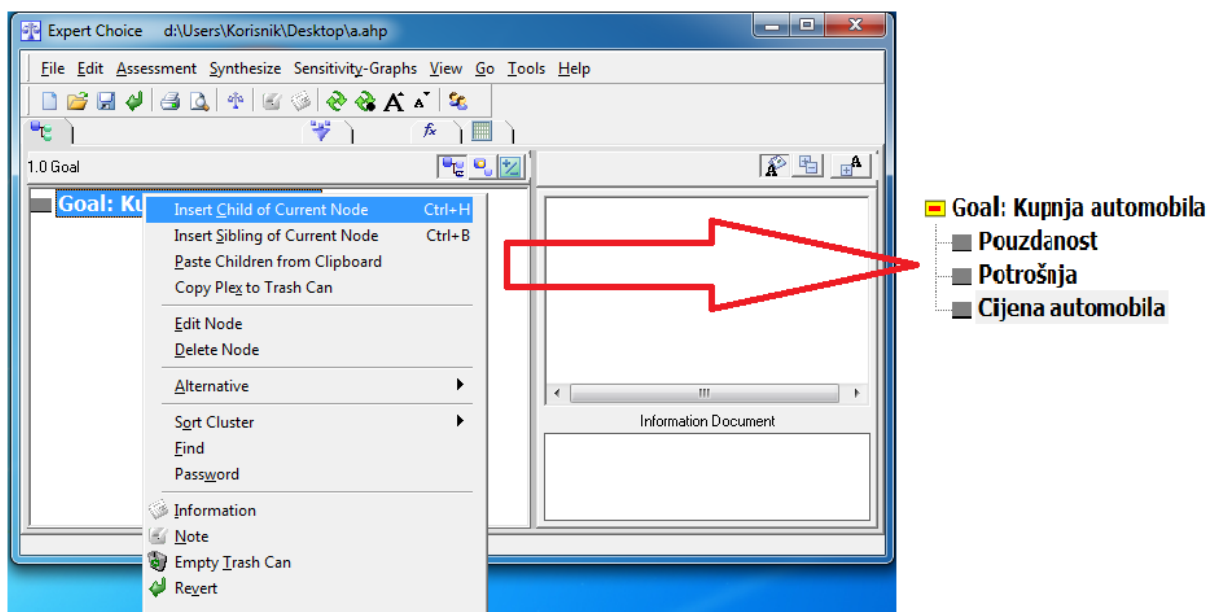 Expert Choice d:\Users\Korisnik\Desktop\a.ahp
File Edit Assessment Synthesize Sensitivity-Graphs View Go Tools Help
1.0 Goal
Goal: Ku
Insert Child of Current Node Ctrl+H
Insert Sibling of Current Node Ctrl+B
Paste Children from Clipboard
Copy Plex to Trash Can
Edit Node
Delete Node
Alternative
Sort Cluster
Find
Password
Information
Note
Empty Trash Can
Revert
Information Document
Goal: Kupnja automobila
Pouzdanost
Potrošnja
Cijena automobila